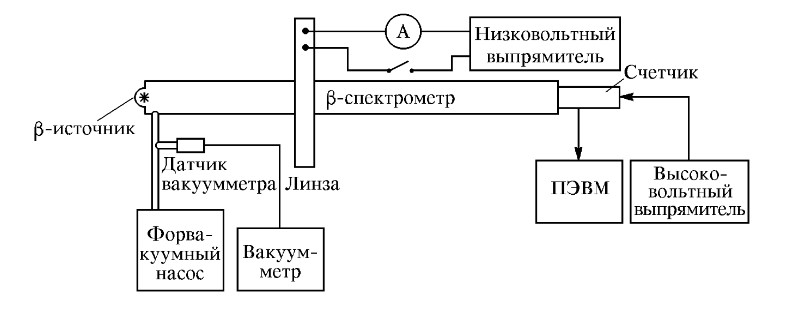 А
Низковольтный
выпрямитель
Счетчик
β-спектрометр
β-источник
Датчик
вакуумметра
Линза
ПЭВМ
Высоко-
вольтный
выпрямитель
Форва-
куумный
насос
Вакуум-
метр